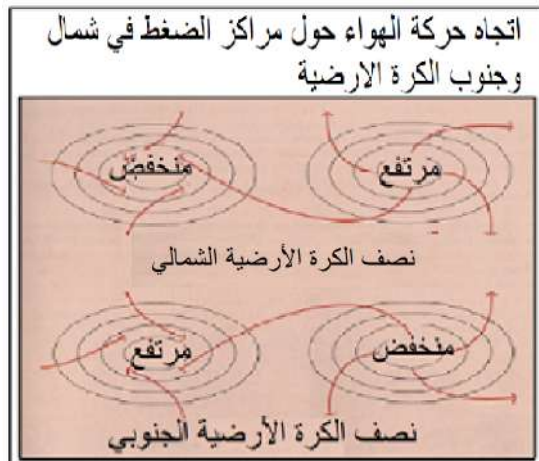 اتجاه حركة الهواء حول مراكز الضغط في شمال
وجنوب الكرة الارضية
منخفض مرتفع
نصف الكرة الأرضية الشمالي
مرتفع منخفض
نصف الكرة الأرضية الجنوبي